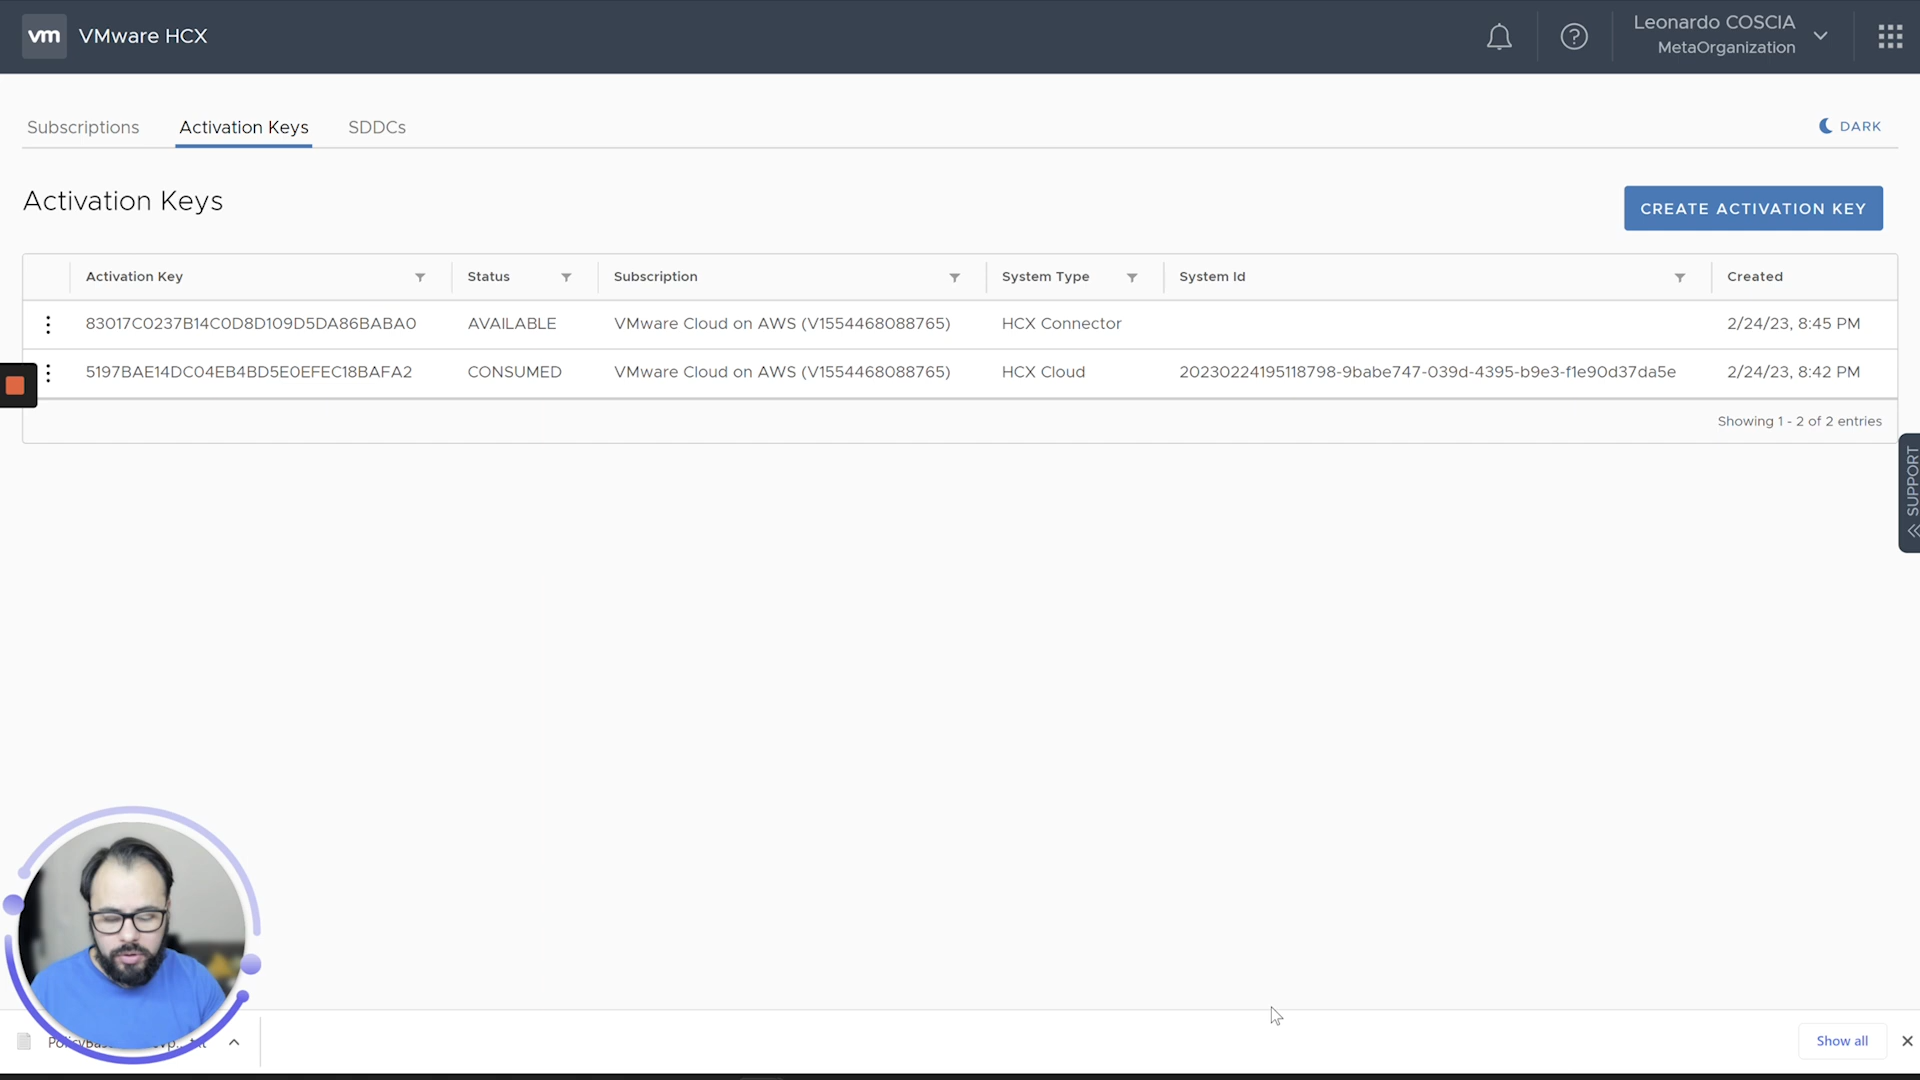 vm VMware HCX
Leonardo COSCIA
MetaOrganization
Subscriptions Activation Keys SDDCs
DARK
Activation Keys
CREATE ACTIVATION KEY
Activation Key Status Subscription System Type System Id Created
83017C0237B14C0D8D109D5DA86BABA0 AVAILABLE VMware Cloud on AWS (V1554468088765) HCX Connector 2/24/23, 8:45 PM
5197BAE14DC04EB4BD5E0EFEC18BAFA2 CONSUMED VMware Cloud on AWS (V1554468088765) HCX Cloud 20230224195118798-9babe747-039d-4395-b9e3-f1e90d37da5e 2/24/23, 8:42 PM
Showing 1 - 2 of 2 entries
SUPPORT
Show all